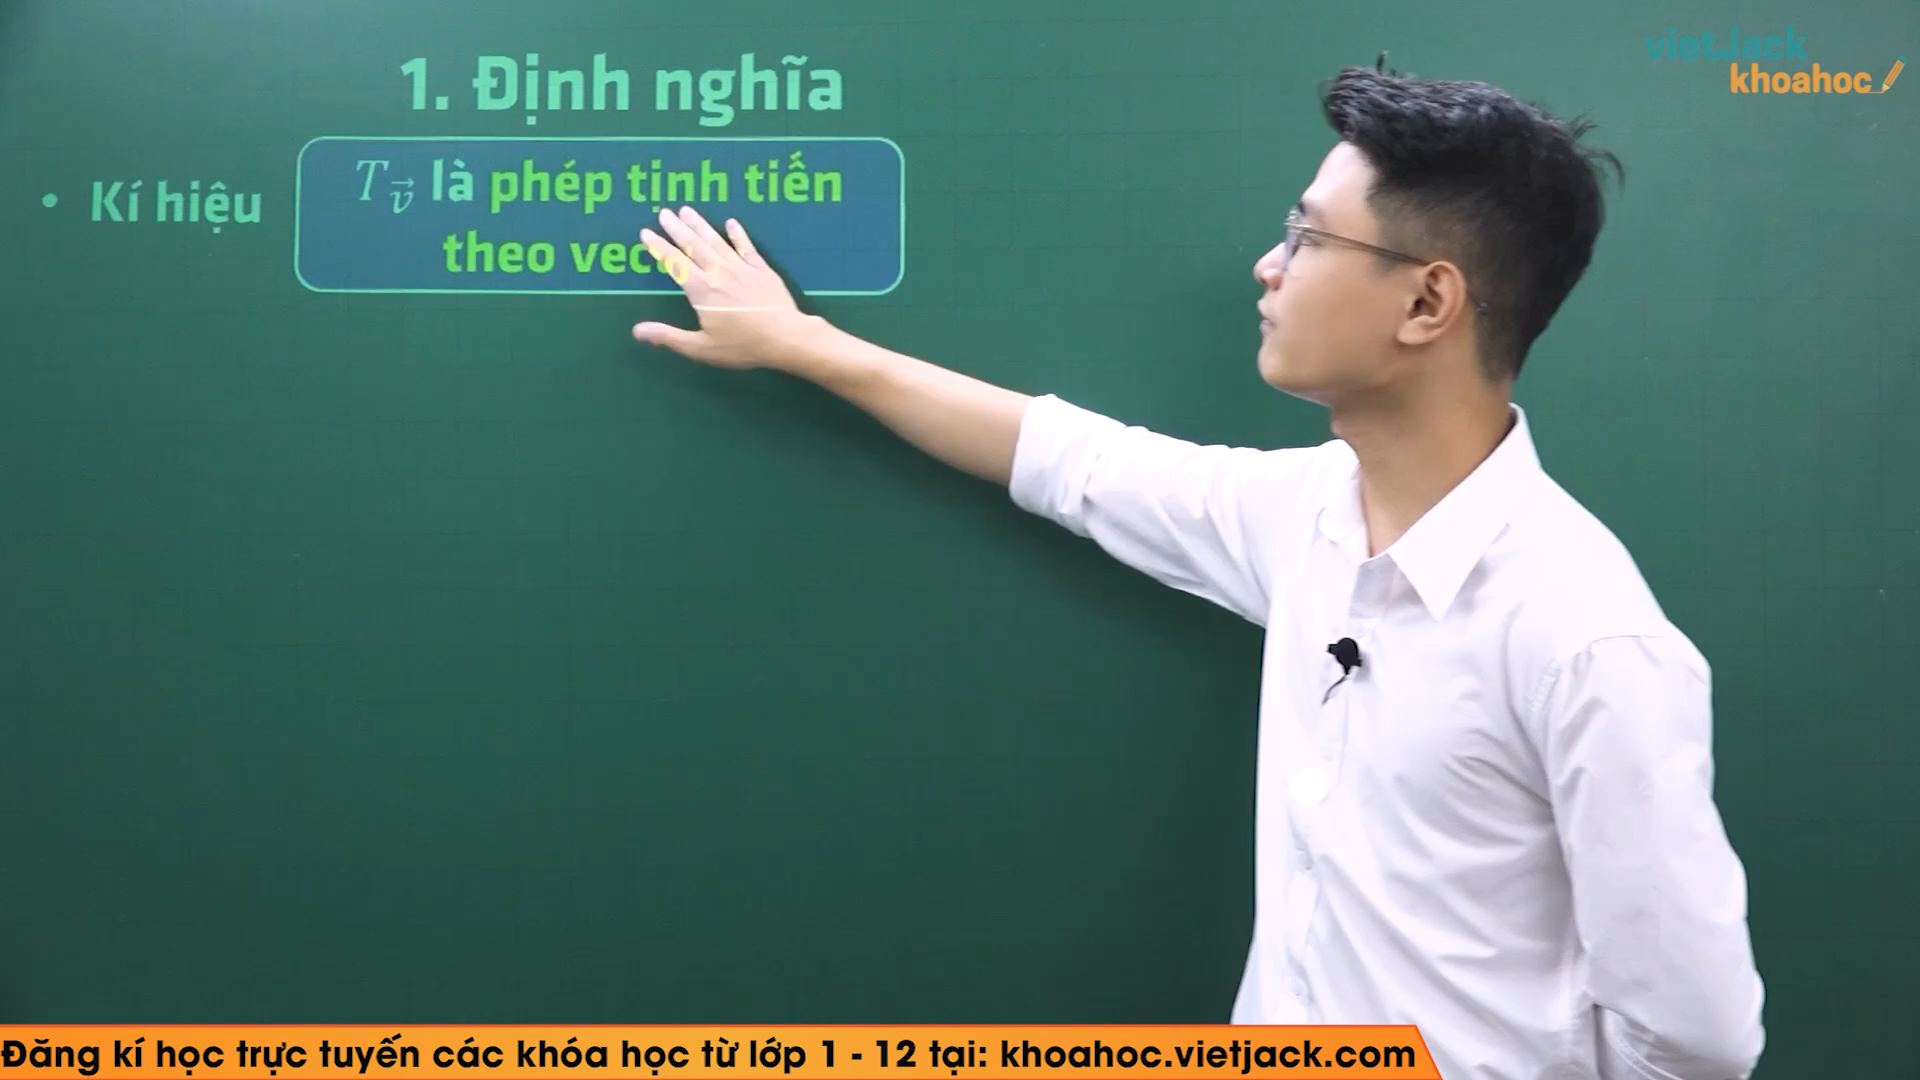 vietJack
khoahoc
1. Định nghĩa
• Kí hiệu
T_v⃗ là phép tịnh tiến
theo
Đăng kí học trực tuyến các khóa học từ lớp 1 - 12 tại: khoahoc.vietjack.com